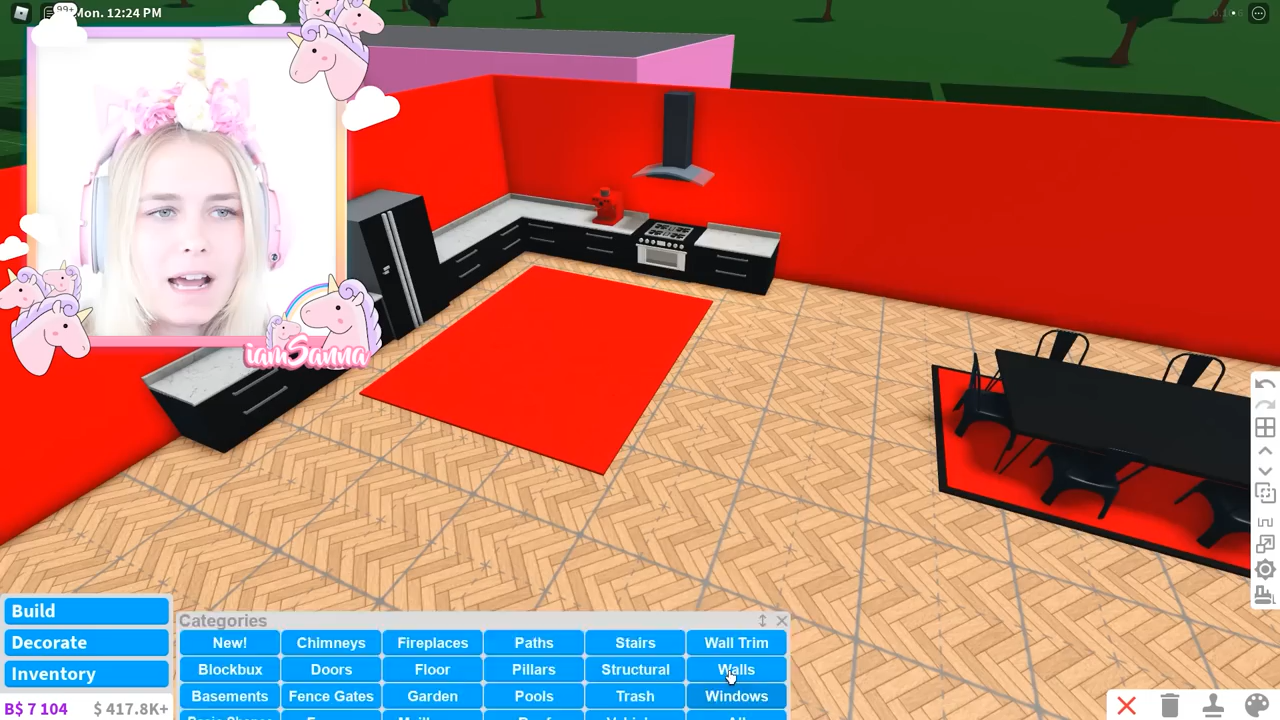 99+
Mon. 12:24 PM
iamSanna
Build
Decorate
Inventory
B$ 7 104
$ 417.8K+
Categories
New! Chimneys Fireplaces Paths Stairs Wall Trim
Blockbux Doors Floor Pillars Structural Walls
Basements Fence Gates Garden Pools Trash Windows